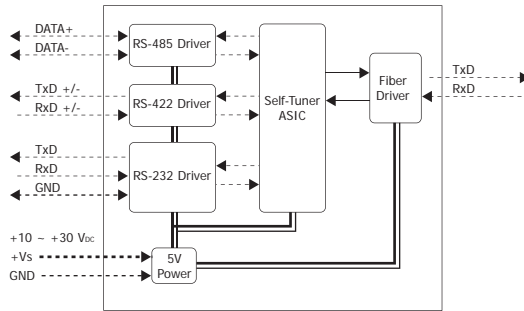 DATA+
DATA-
RS-485 Driver
TxD +/-
RxD +/-
RS-422 Driver
TxD
RxD
GND
RS-232 Driver
Self-Tuner
ASIC
Fiber
Driver
TxD
RxD
+10 ~ +30 VDC
+Vs
GND
5V
Power